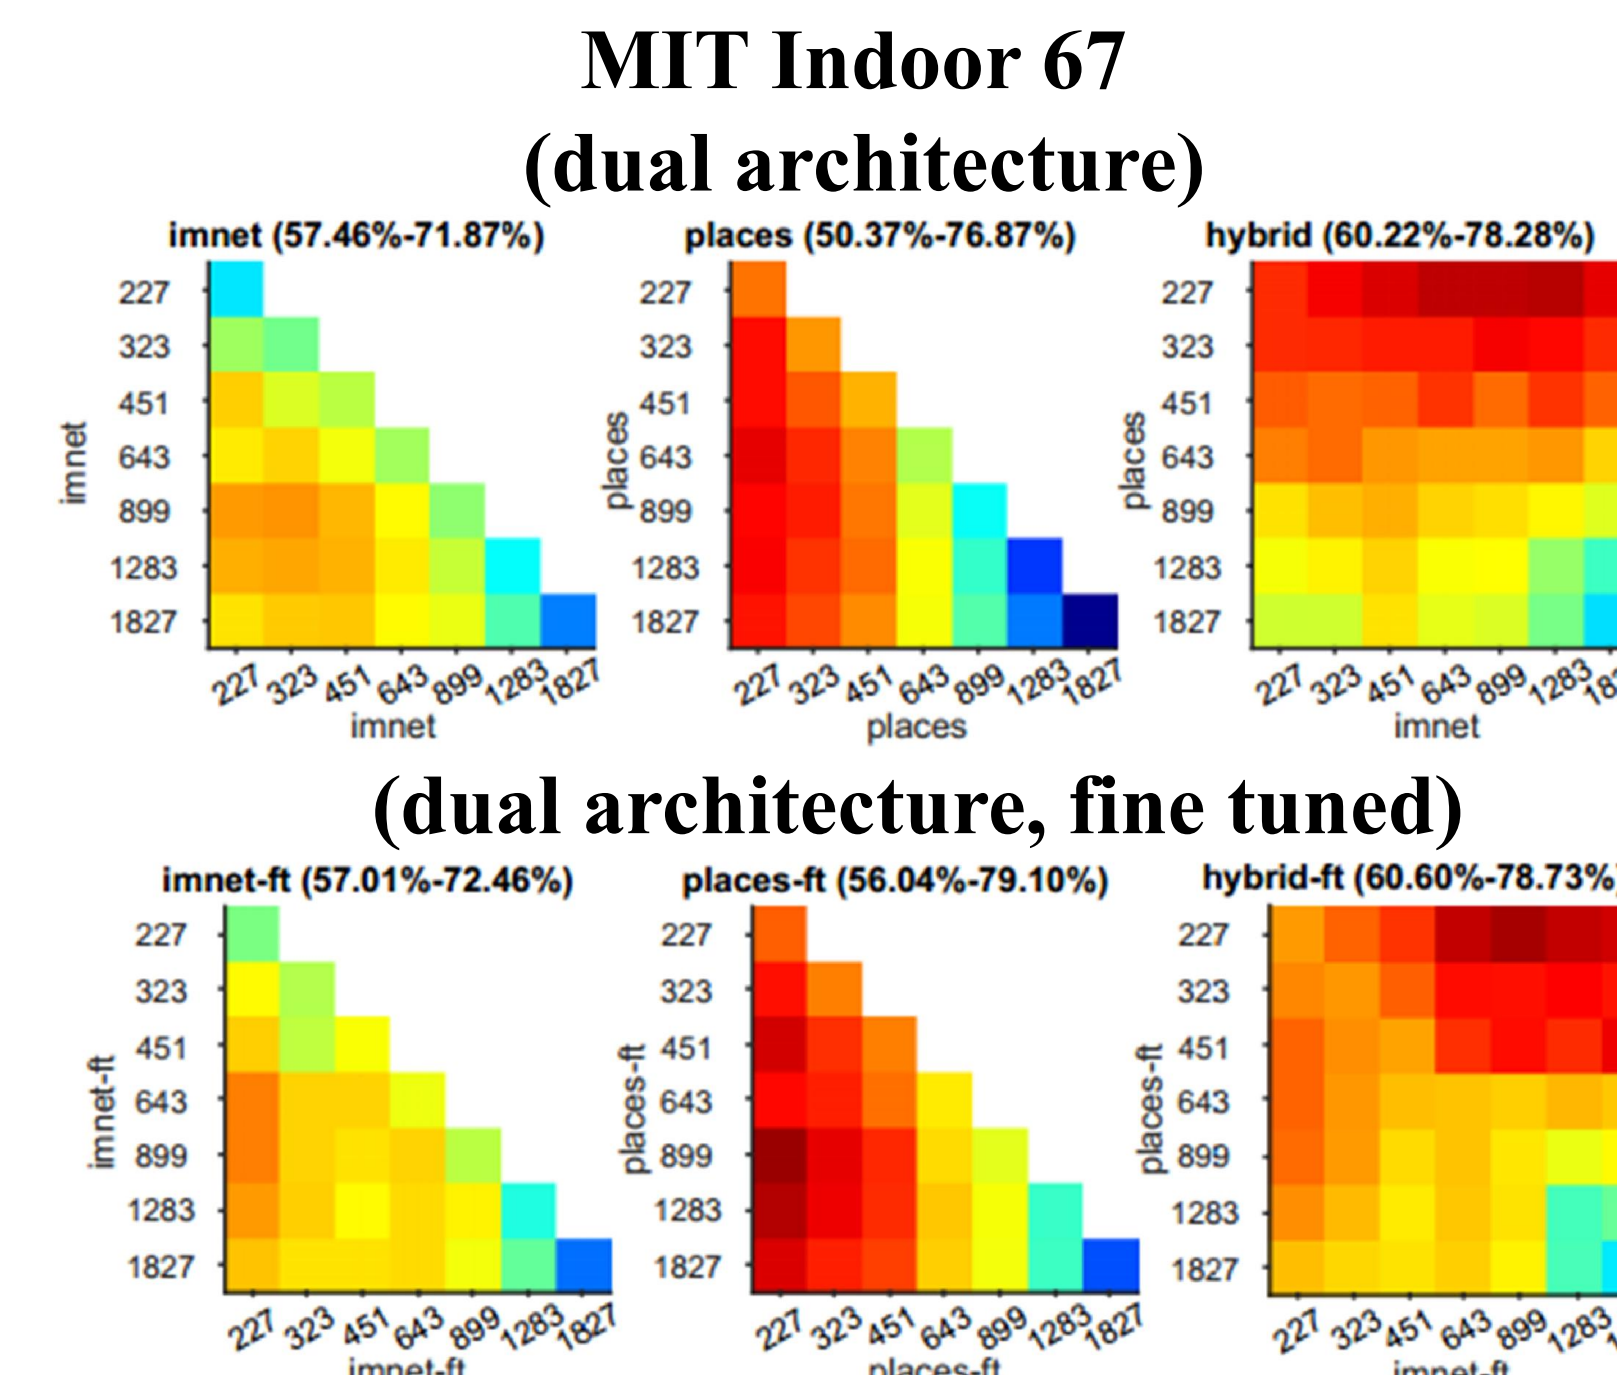 MIT Indoor 67
(dual architecture)
imnet (57.46%-71.87%)
227
323
451
643
899
1283
1827
imnet
227 323 451 643 899 1283 1827
imnet
places (50.37%-76.87%)
227
323
451
643
899
1283
1827
places
227 323 451 643 899 1283 1827
places
hybrid (60.22%-78.28%)
227
323
451
643
899
1283
1827
places
227 323 451 643 899 1283
imnet
(dual architecture, fine tuned)
imnet-ft (57.01%-72.46%)
227
323
451
643
899
1283
1827
imnet-ft
227 323 451 643 899 1283 1827
imnet-ft
places-ft (56.04%-79.10%)
227
323
451
643
899
1283
1827
places-ft
227 323 451 643 899 1283 1827
places-ft
hybrid-ft (60.60%-78.73%)
227
323
451
643
899
1283
1827
places-ft
227 323 451 643 899 1283
imnet-ft